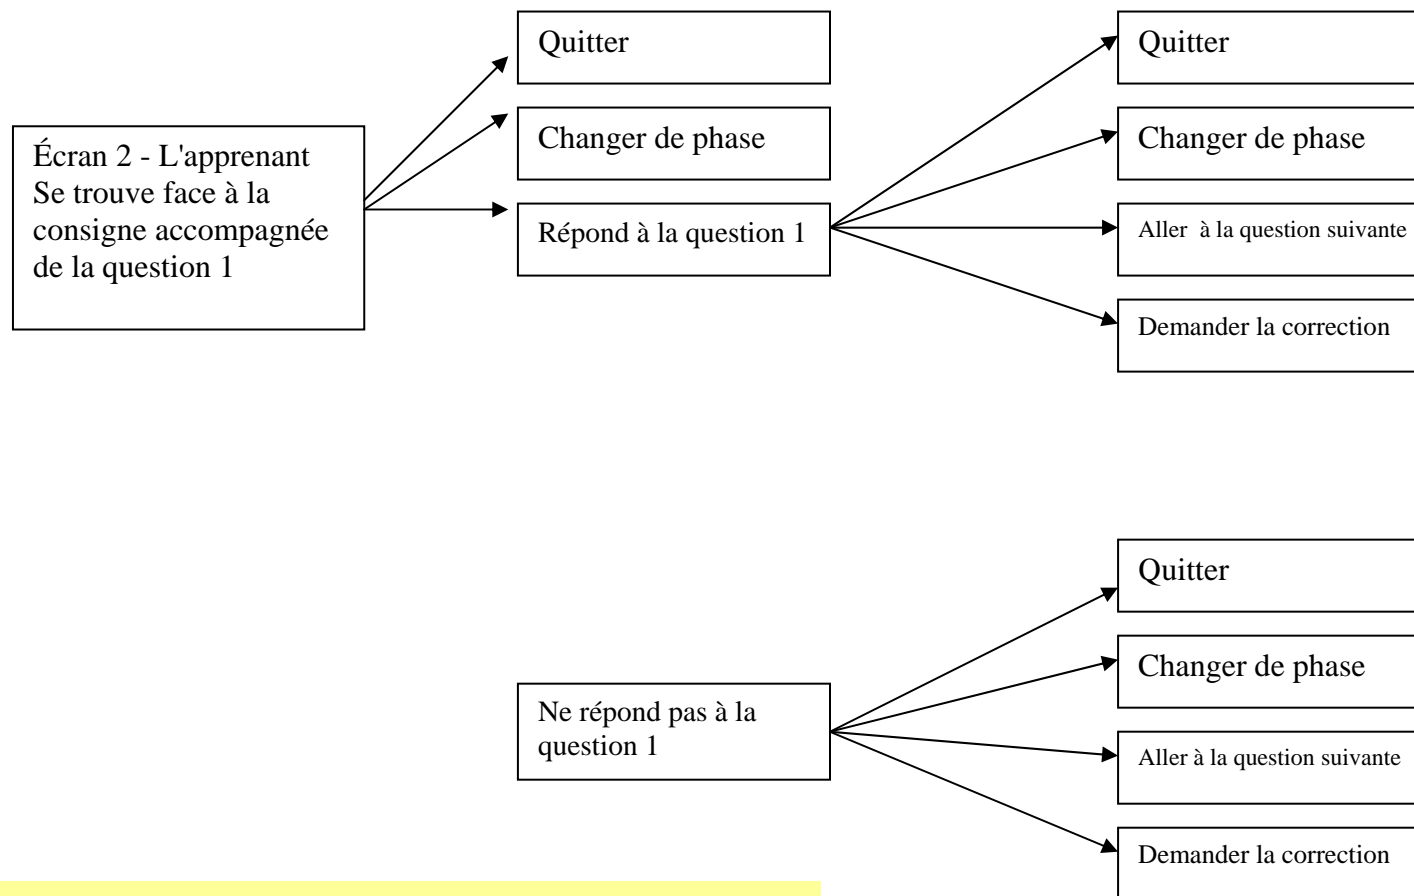 Écran 2 - L'apprenant
Se trouve face à la
consigne accompagnée
de la question 1
Quitter
Changer de phase
Répond à la question 1
Quitter
Changer de phase
Aller  à la question suivante
Demander la correction
Ne répond pas à la
question 1
Quitter
Changer de phase
Aller à la question suivante
Demander la correction